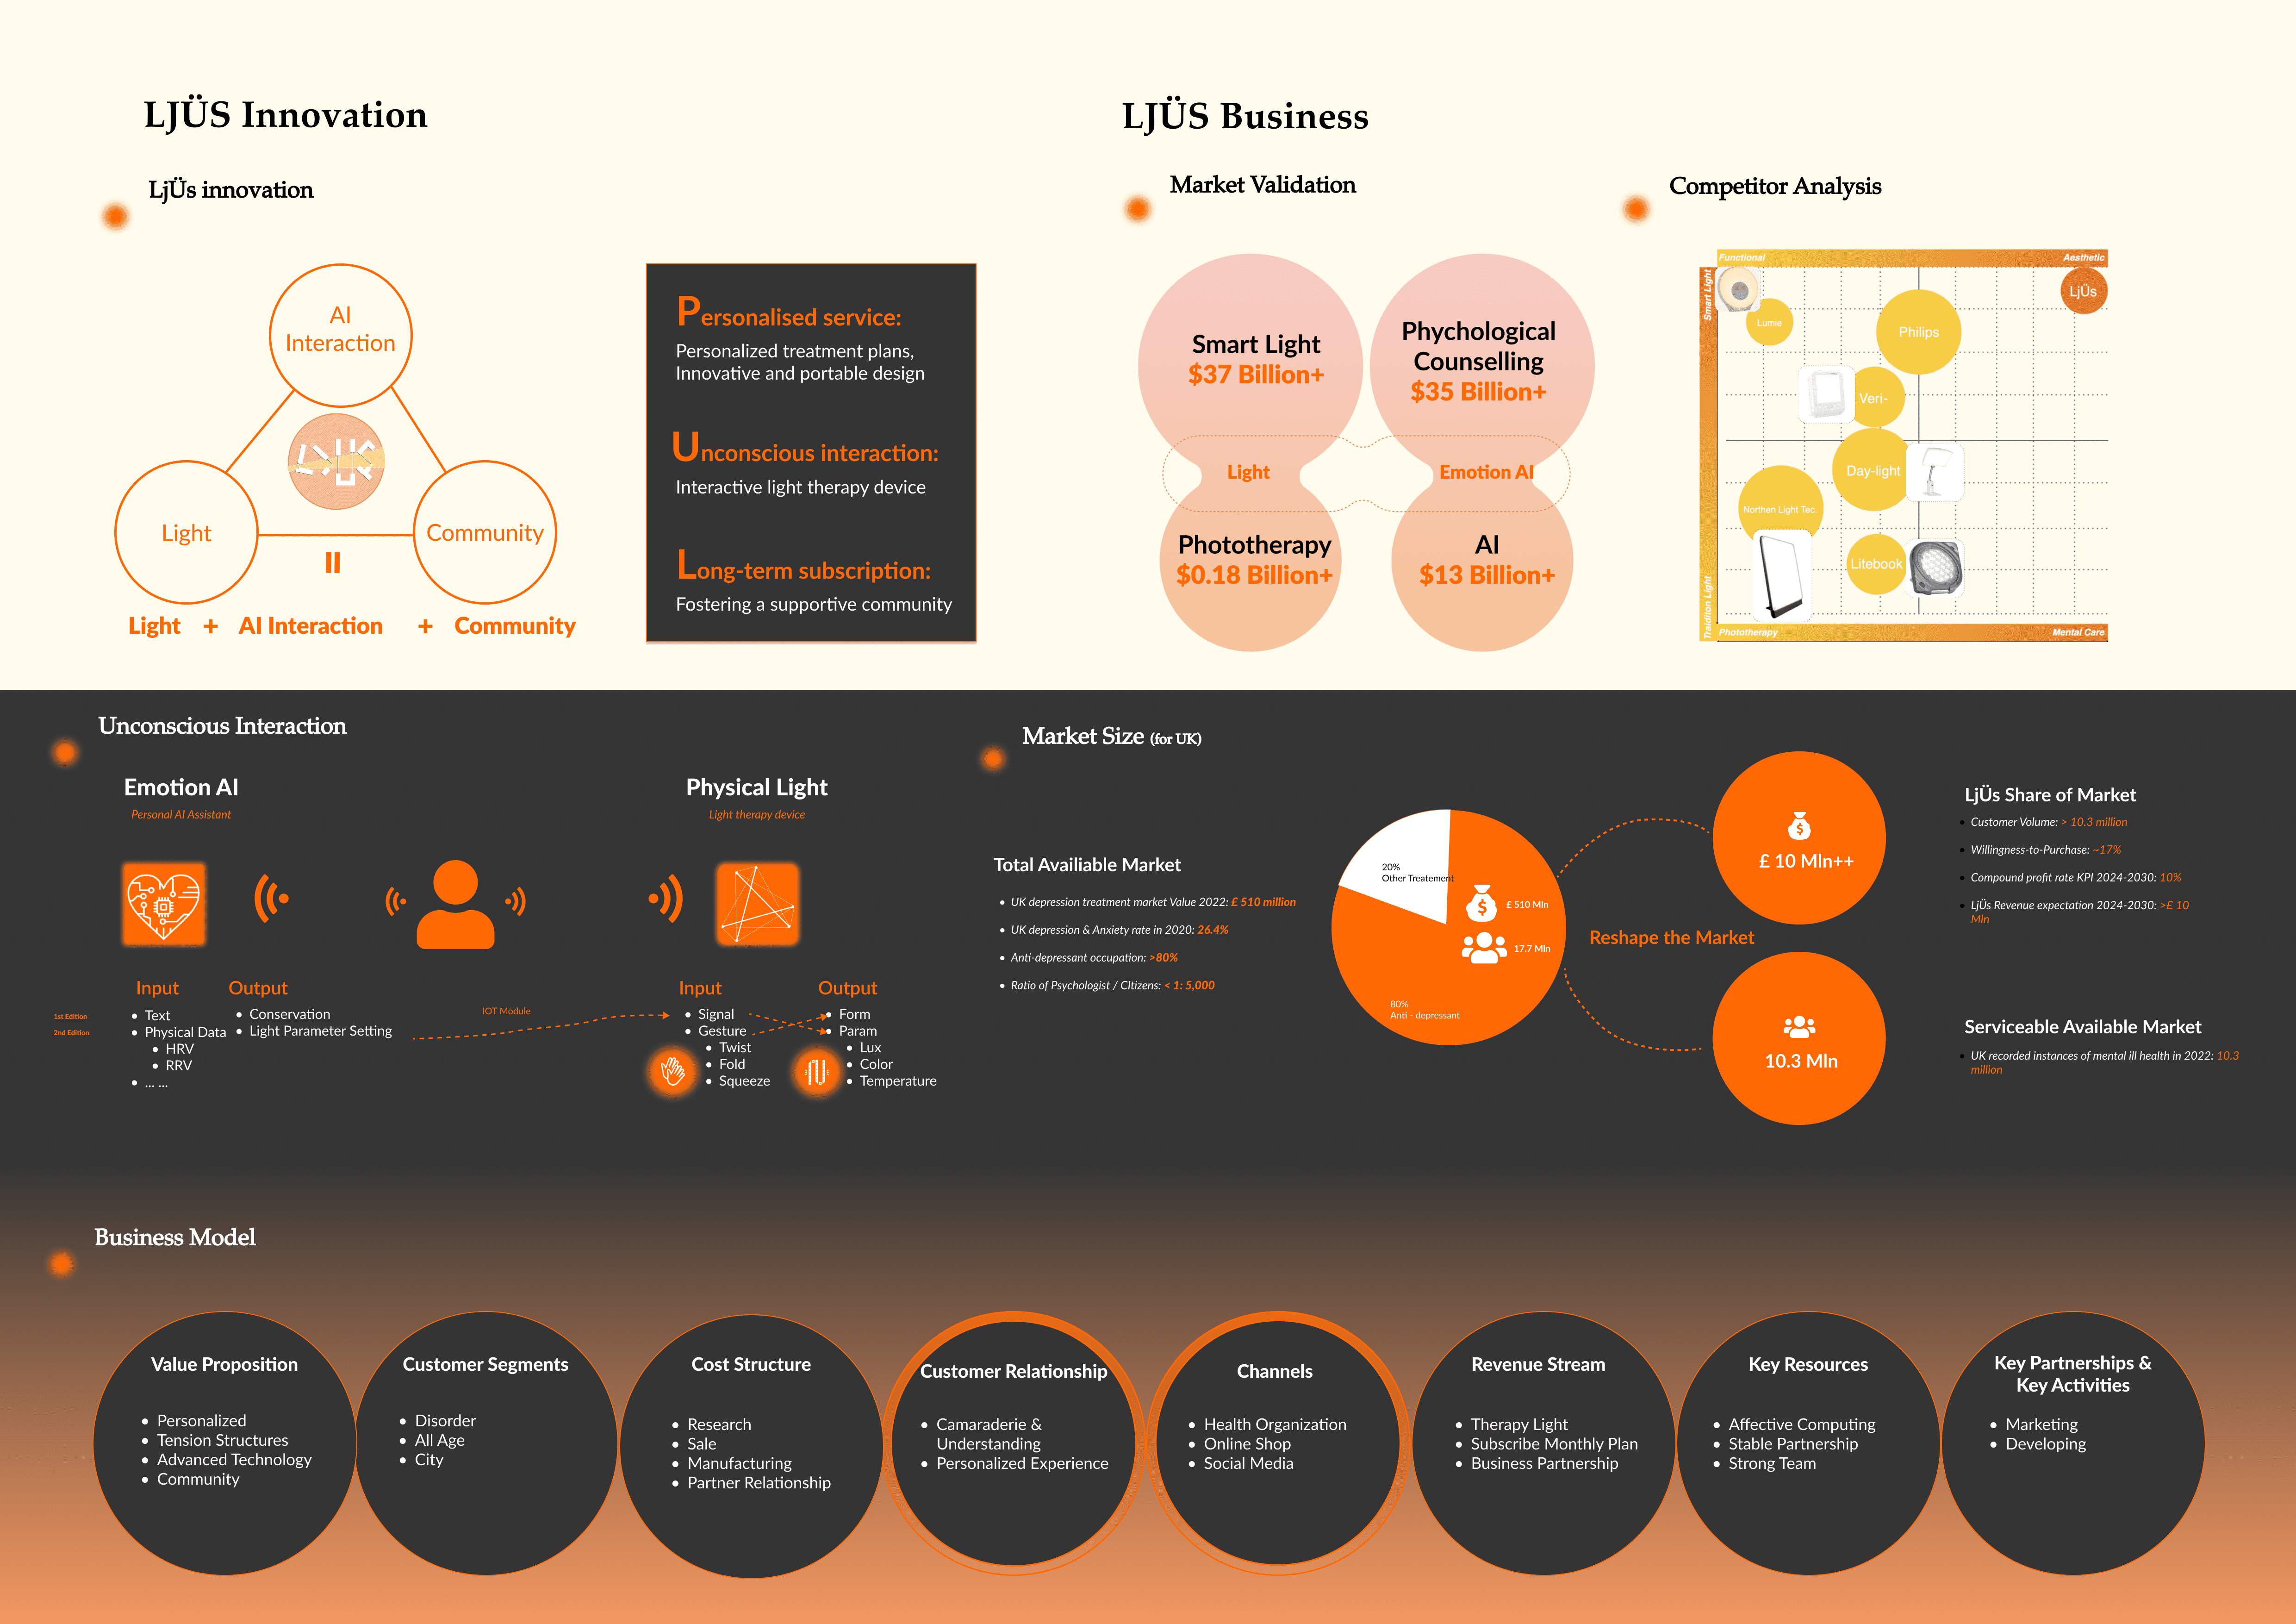 LJÜS Innovation
LjÜs innovation
AI
Interaction
Light
Community
Light + AI Interaction + Community
Personalised service:
Personalized treatment plans,
Innovative and portable design
Unconscious interaction:
Interactive light therapy device
Long-term subscription:
Fostering a supportive community
LJÜS Business
Market Validation
Smart Light
$37 Billion+
Phychological
Counselling
$35 Billion+
Light
Emotion AI
Phototherapy
$0.18 Billion+
AI
$13 Billion+
Competitor Analysis
Functional
Aesthetic
Smart Light
Traiditon Light
LjÜs
Lumie
Philips
Veri-
Day-light
Northen Light Tec.
Litebook
Phototherapy
Mental Care
Unconscious Interaction
Emotion AI
Personal AI Assistant
Physical Light
Light therapy device
Input
Output
1st Edition
2nd Edition
Text
Physical Data
HRV
RRV
... ...
Conservation
Light Parameter Setting
IOT Module
Input
Output
Signal
Gesture
Twist
Fold
Squeeze
Form
Param
Lux
Color
Temperature
Market Size (for UK)
Total Availiable Market
UK depression treatment market Value 2022: £ 510 million
UK depression & Anxiety rate in 2020: 26.4%
Anti-depressant occupation: >80%
Ratio of Psychologist / CItizens: < 1: 5,000
20%
Other Treatement
£ 510 Mln
17.7 Mln
80%
Anti - depressant
Reshape the Market
£ 10 Mln++
10.3 Mln
LjÜs Share of Market
Customer Volume: > 10.3 million
Willingness-to-Purchase: ~17%
Compound profit rate KPI 2024-2030: 10%
LjÜs Revenue expectation 2024-2030: >£ 10
Mln
Serviceable Available Market
UK recorded instances of mental ill health in 2022: 10.3
million
Business Model
Value Proposition
Personalized
Tension Structures
Advanced Technology
Community
Customer Segments
Disorder
All Age
City
Cost Structure
Research
Sale
Manufacturing
Partner Relationship
Customer Relationship
Camaraderie &
Understanding
Personalized Experience
Channels
Health Organization
Online Shop
Social Media
Revenue Stream
Therapy Light
Subscribe Monthly Plan
Business Partnership
Key Resources
Affective Computing
Stable Partnership
Strong Team
Key Partnerships &
Key Activities
Marketing
Developing